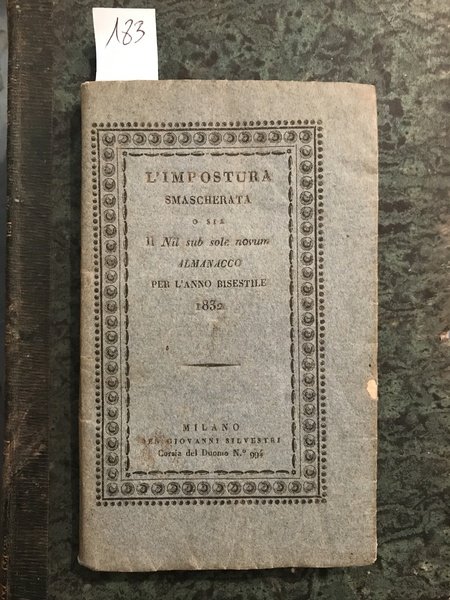 183
L'IMPOSTURA
SMASCHERATA
O SIA
Il Nil sub sole novum
ALMANACCO
PER L'ANNO BISESTILE
1832
MILANO
PER GIOVANNI SILVESTRI
Corsia del Duomo N.° 994